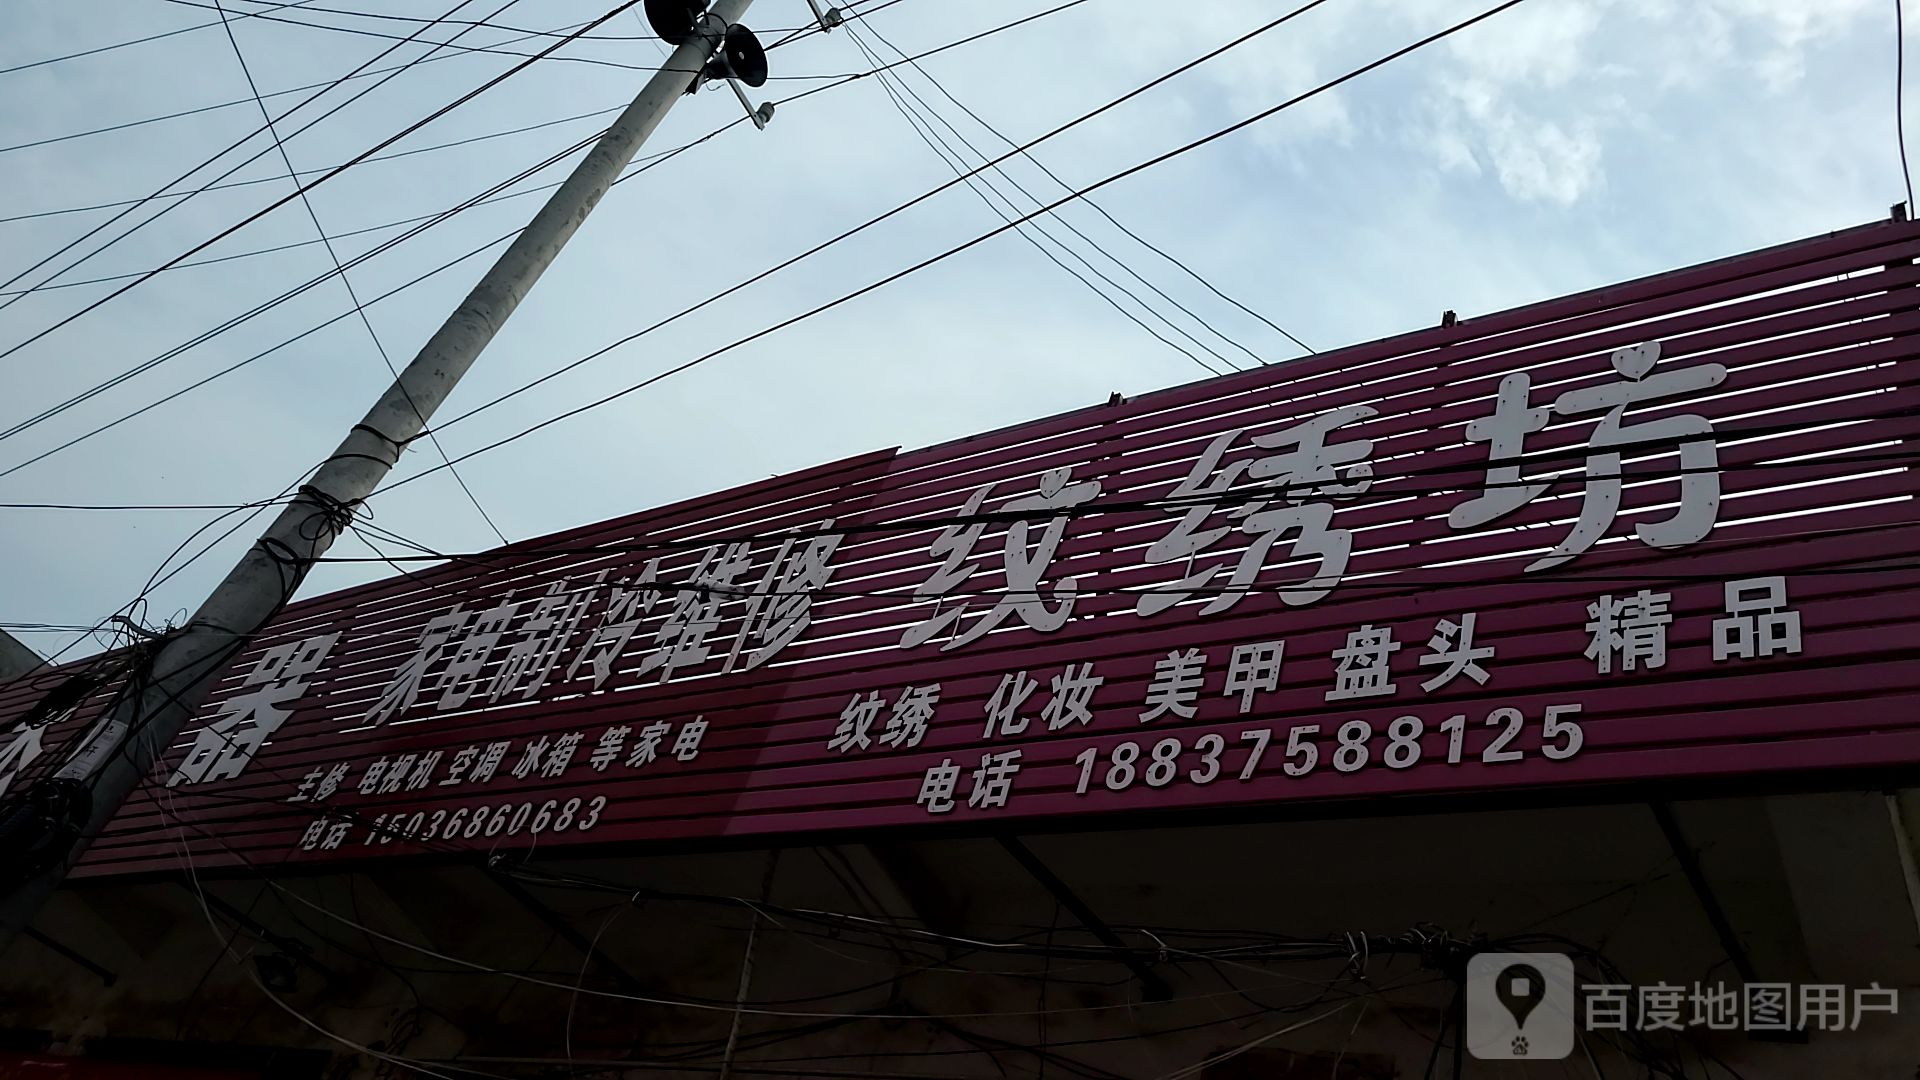 器 家电制冷维修
主修 电视机 空调 冰箱 等家电
电话 15036860683
纹绣坊
纹绣 化妆 美甲 盘头
电话 18837588125
精品
百度地图用户